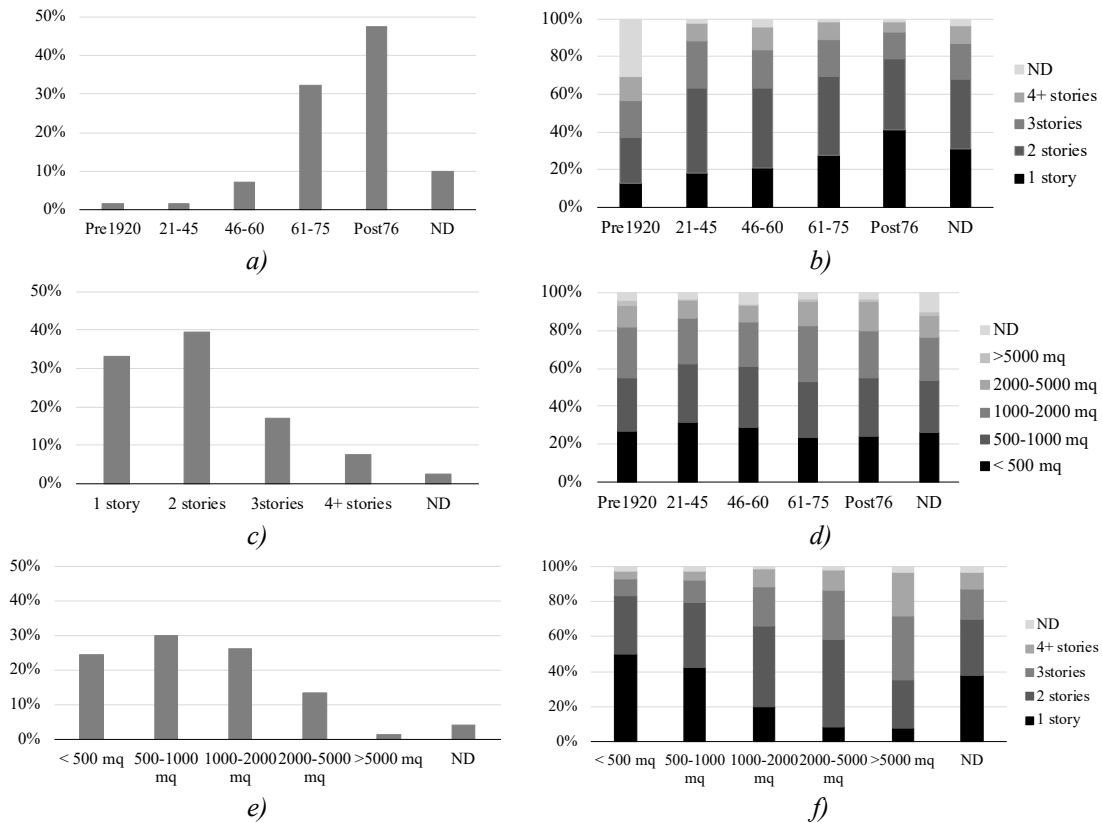 50%
40%
30%
20%
10%
0%
Pre1920 21-45 46-60 61-75 Post76 ND
a)
100%
80%
60%
40%
20%
0%
Pre1920 21-45 46-60 61-75 Post76 ND
ND
4+ stories
3stories
2 stories
1 story
b)
50%
40%
30%
20%
10%
0%
1 story 2 stories 3stories 4+ stories ND
c)
100%
80%
60%
40%
20%
0%
Pre1920 21-45 46-60 61-75 Post76 ND
ND
>5000 mq
2000-5000 mq
1000-2000 mq
500-1000 mq
< 500 mq
d)
50%
40%
30%
20%
10%
0%
< 500 mq 500-1000 1000-2000 2000-5000 >5000 mq ND
mq mq mq
e)
100%
80%
60%
40%
20%
0%
< 500 mq 500-1000 1000-2000 2000-5000 >5000 mq ND
mq mq mq
ND
4+ stories
3stories
2 stories
1 story
f)